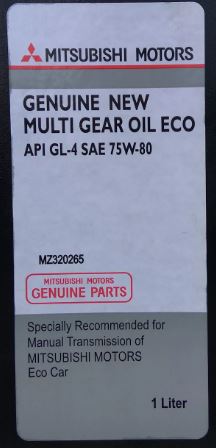 MITSUBISHI MOTORS
GENUINE NEW
MULTI GEAR OIL ECO
API GL-4 SAE 75W-80
MZ320265
MITSUBISHI MOTORS
GENUINE PARTS
Specially Recommended for
Manual Transmission of
MITSUBISHI MOTORS
Eco Car
1 Liter